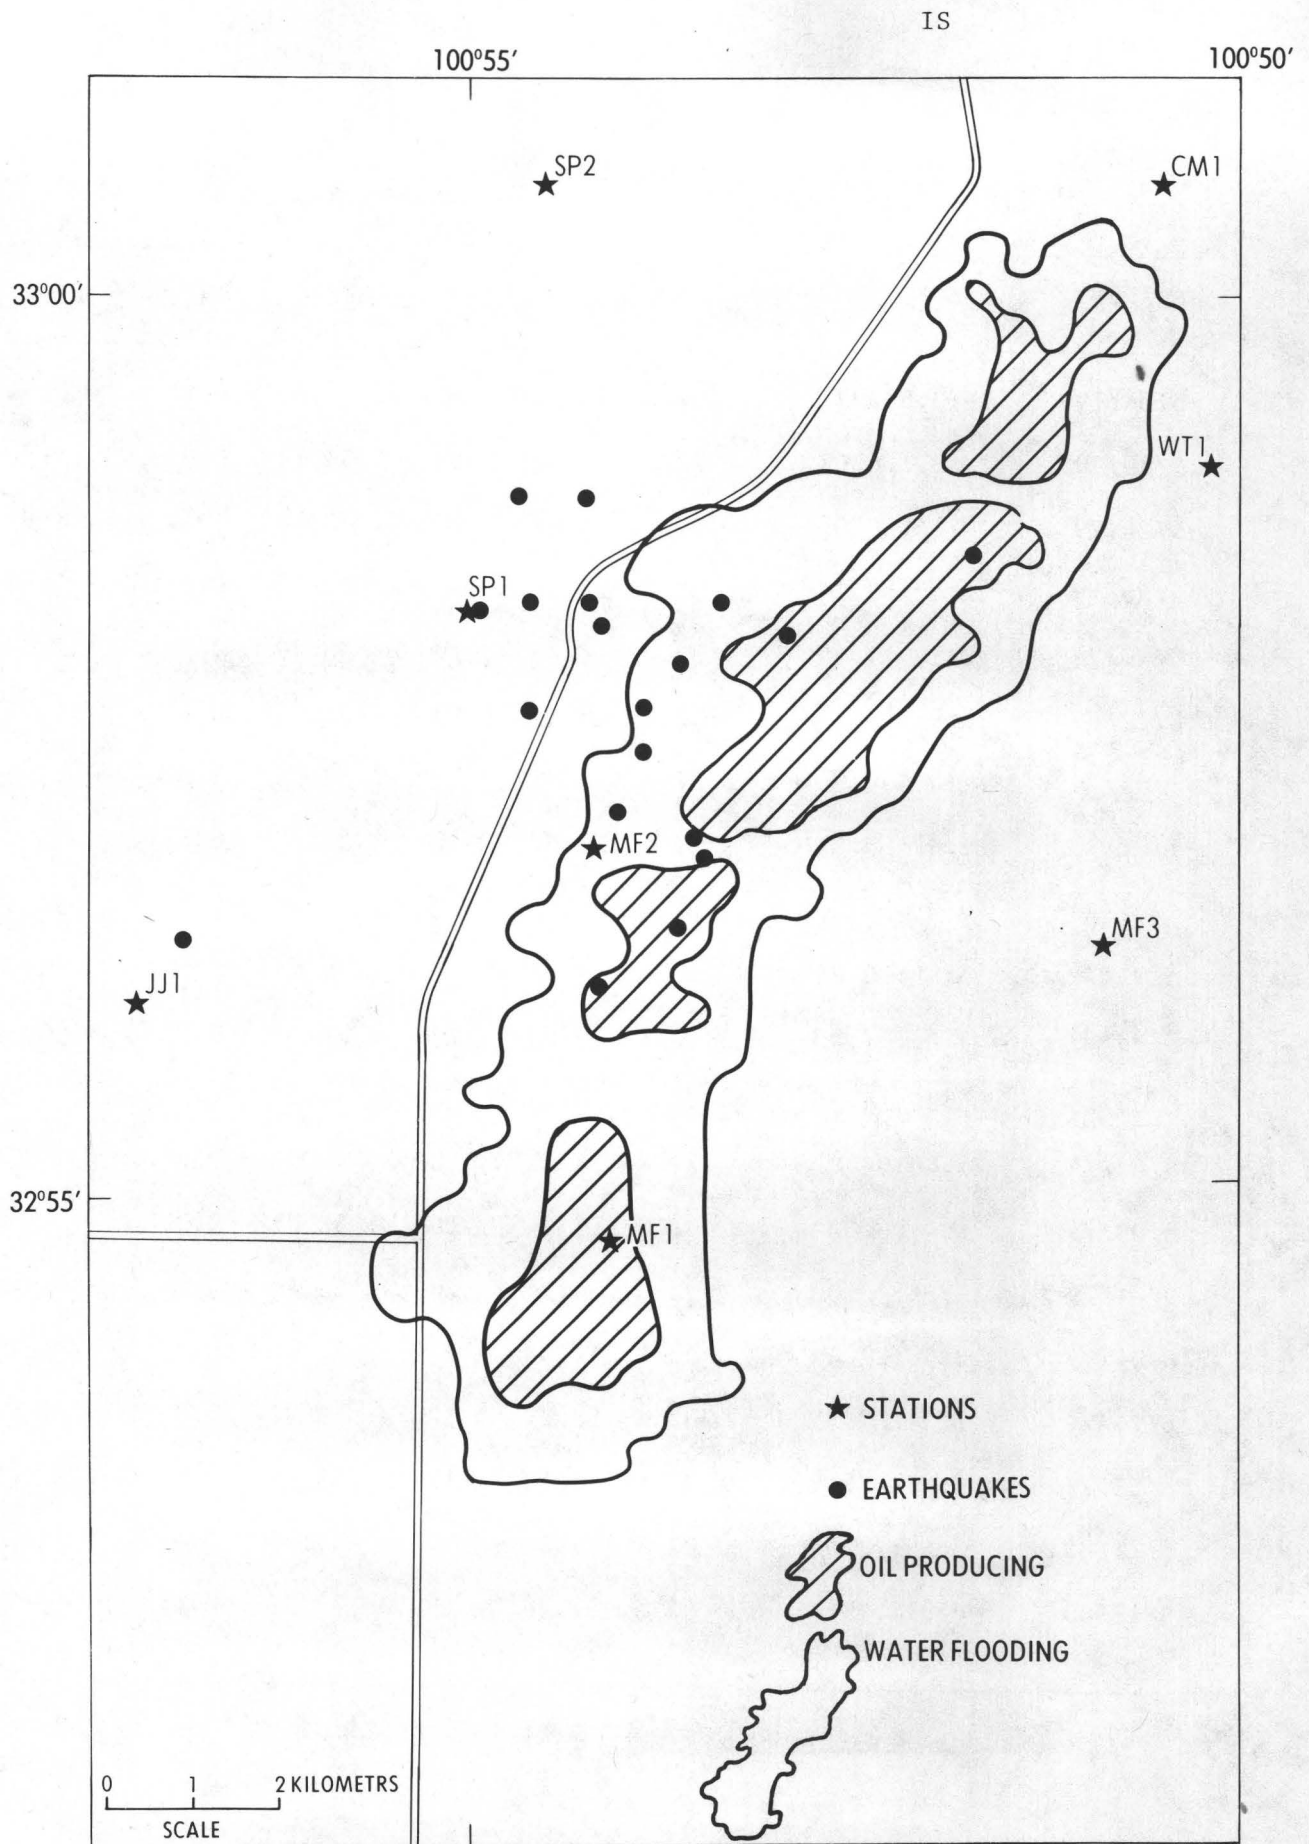 IS
100°55′
100°50′
SP2
CM1
33°00′
WT1
SP1
MF2
MF3
JJ1
32°55′
MF1
STATIONS
EARTHQUAKES
OIL PRODUCING
WATER FLOODING
0 1 2 KILOMETRS
SCALE